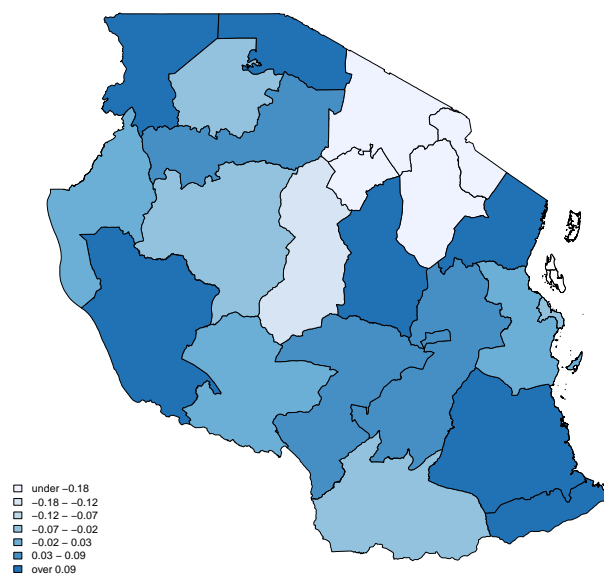 under −0.18
−0.18 − −0.12
−0.12 − −0.07
−0.07 − −0.02
−0.02 − 0.03
0.03 − 0.09
over 0.09